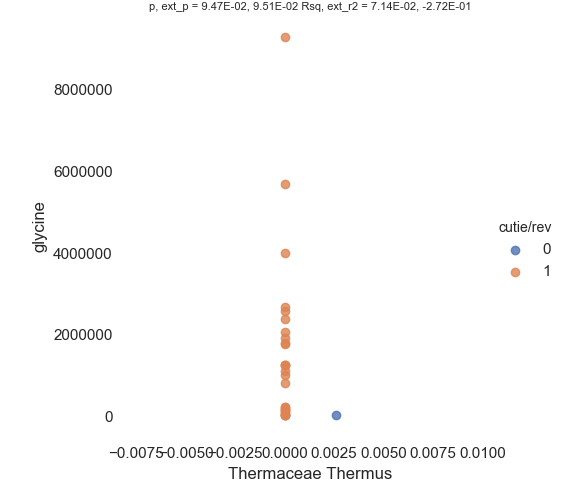 p, ext_p = 9.47E-02, 9.51E-02 Rsq, ext_r2 = 7.14E-02, -2.72E-01
8000000
6000000
4000000
2000000
0
glycine
cutie/rev
0
1
−0.0075 −0.0050 −0.0025 0.0000 0.0025 0.0050 0.0075 0.0100
Thermaceae Thermus